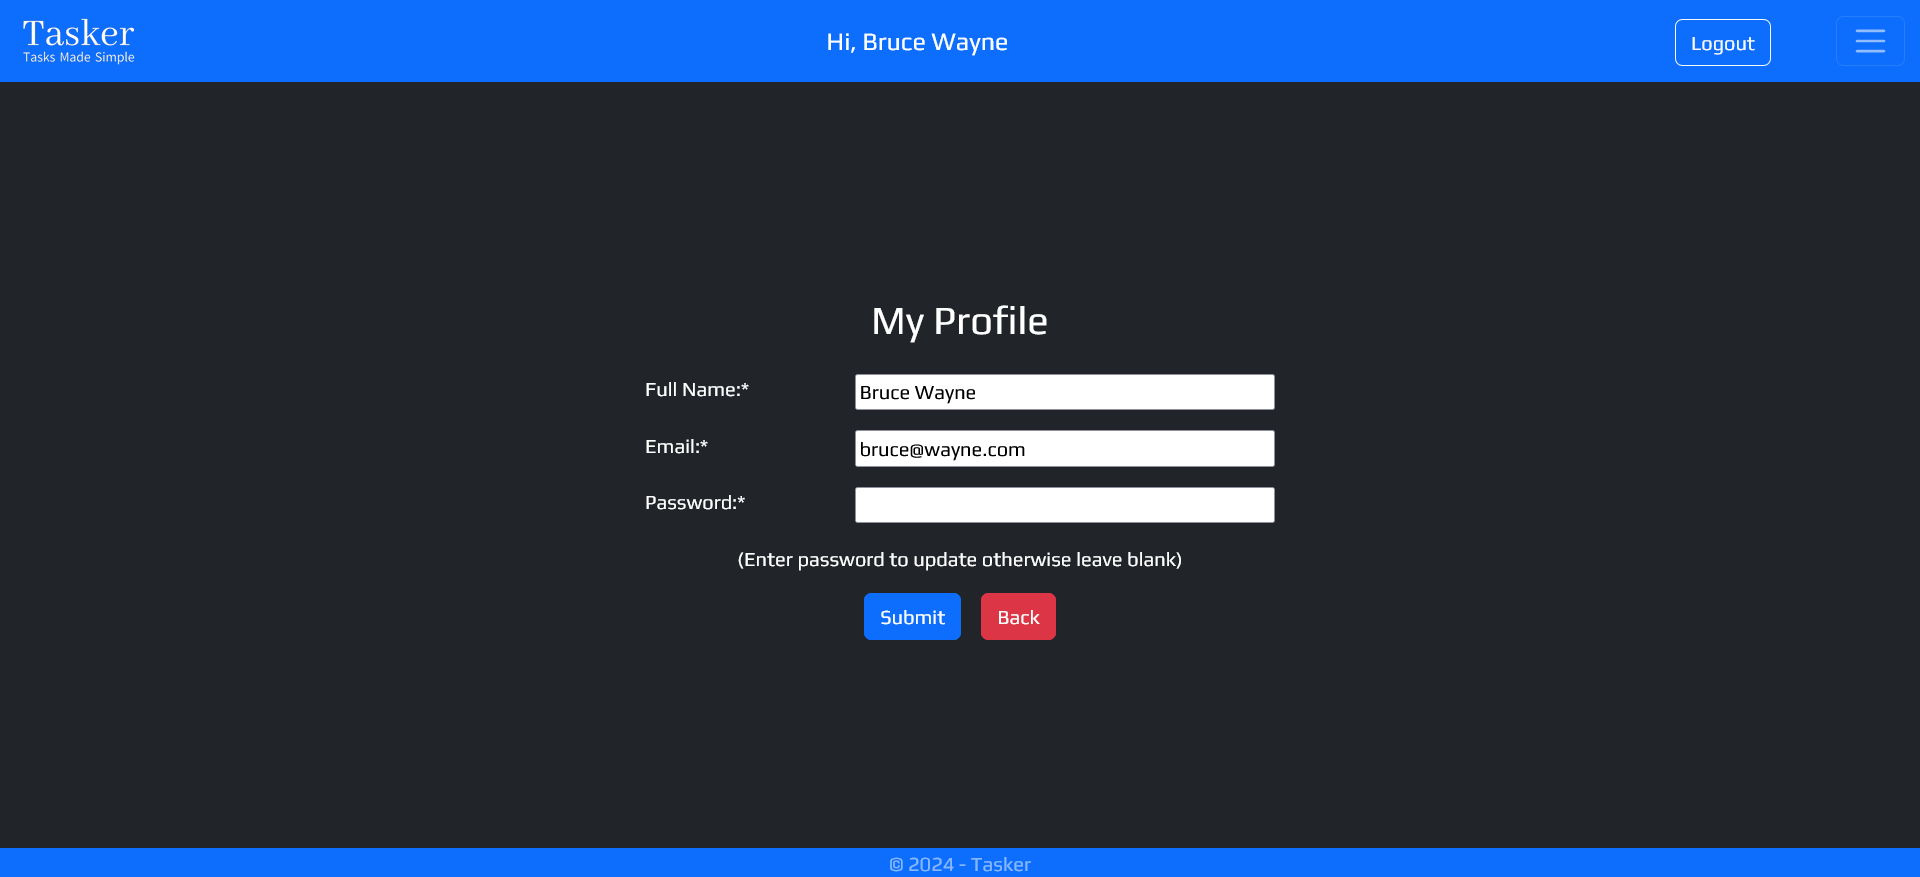 Tasker
Tasks Made Simple
Hi, Bruce Wayne
Logout
My Profile
Full Name:*
Bruce Wayne
Email:*
bruce@wayne.com
Password:*
(Enter password to update otherwise leave blank)
Submit
Back
© 2024 - Tasker